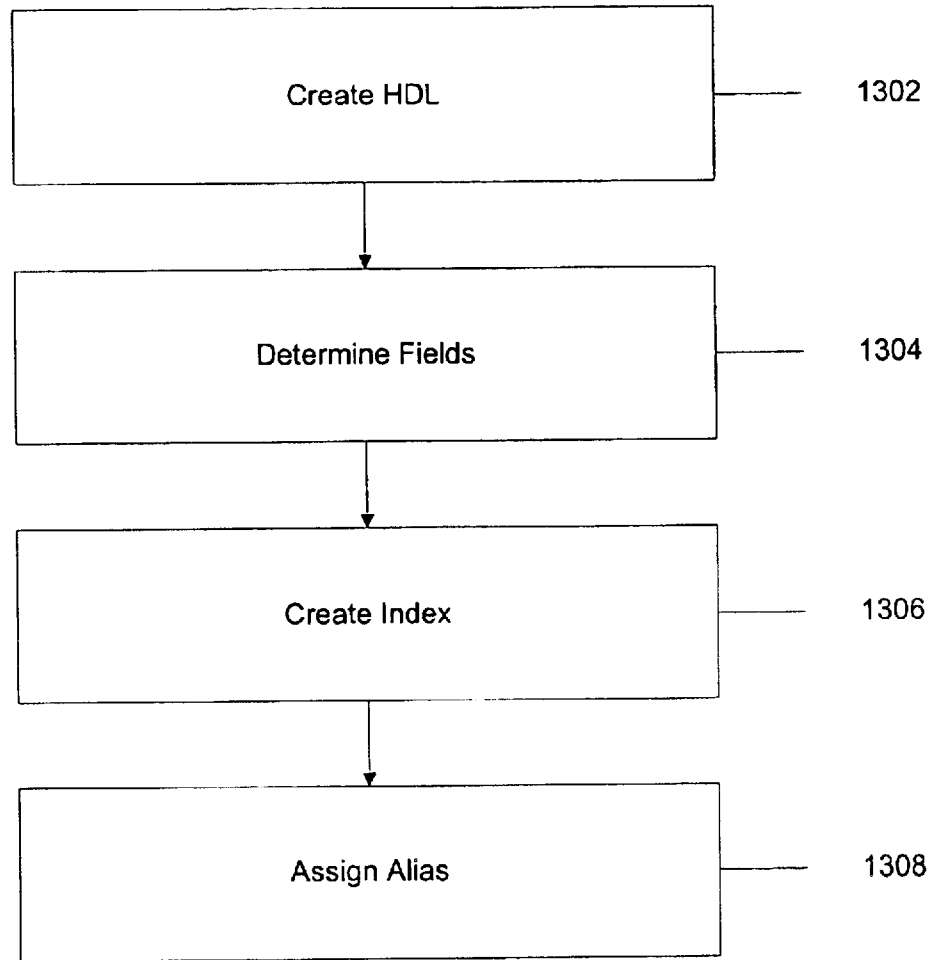 Create HDL
1302
Determine Fields
1304
Create Index
1306
Assign Alias
1308